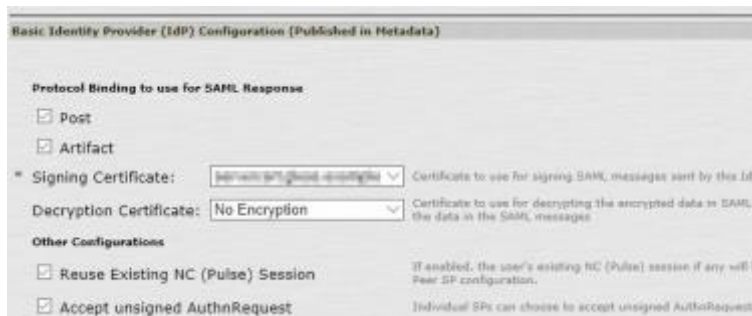 Basic Identity Provider (IdP) Configuration (Published in Metadata)
Protocol Binding to use for SAML Response
Post
Artifact
* Signing Certificate: Certificate to use for signing SAML messages sent by this Id
Decryption Certificate: No Encryption Certificate to use for decrypting the encrypted data in SAML
the data in the SAML messages
Other Configurations
Reuse Existing NC (Pulse) Session If enabled, the user's existing NC (Pulse) session if any will
Peer SP configuration.
Accept unsigned AuthnRequest Individual SPs can choose to accept unsigned AuthnRequest